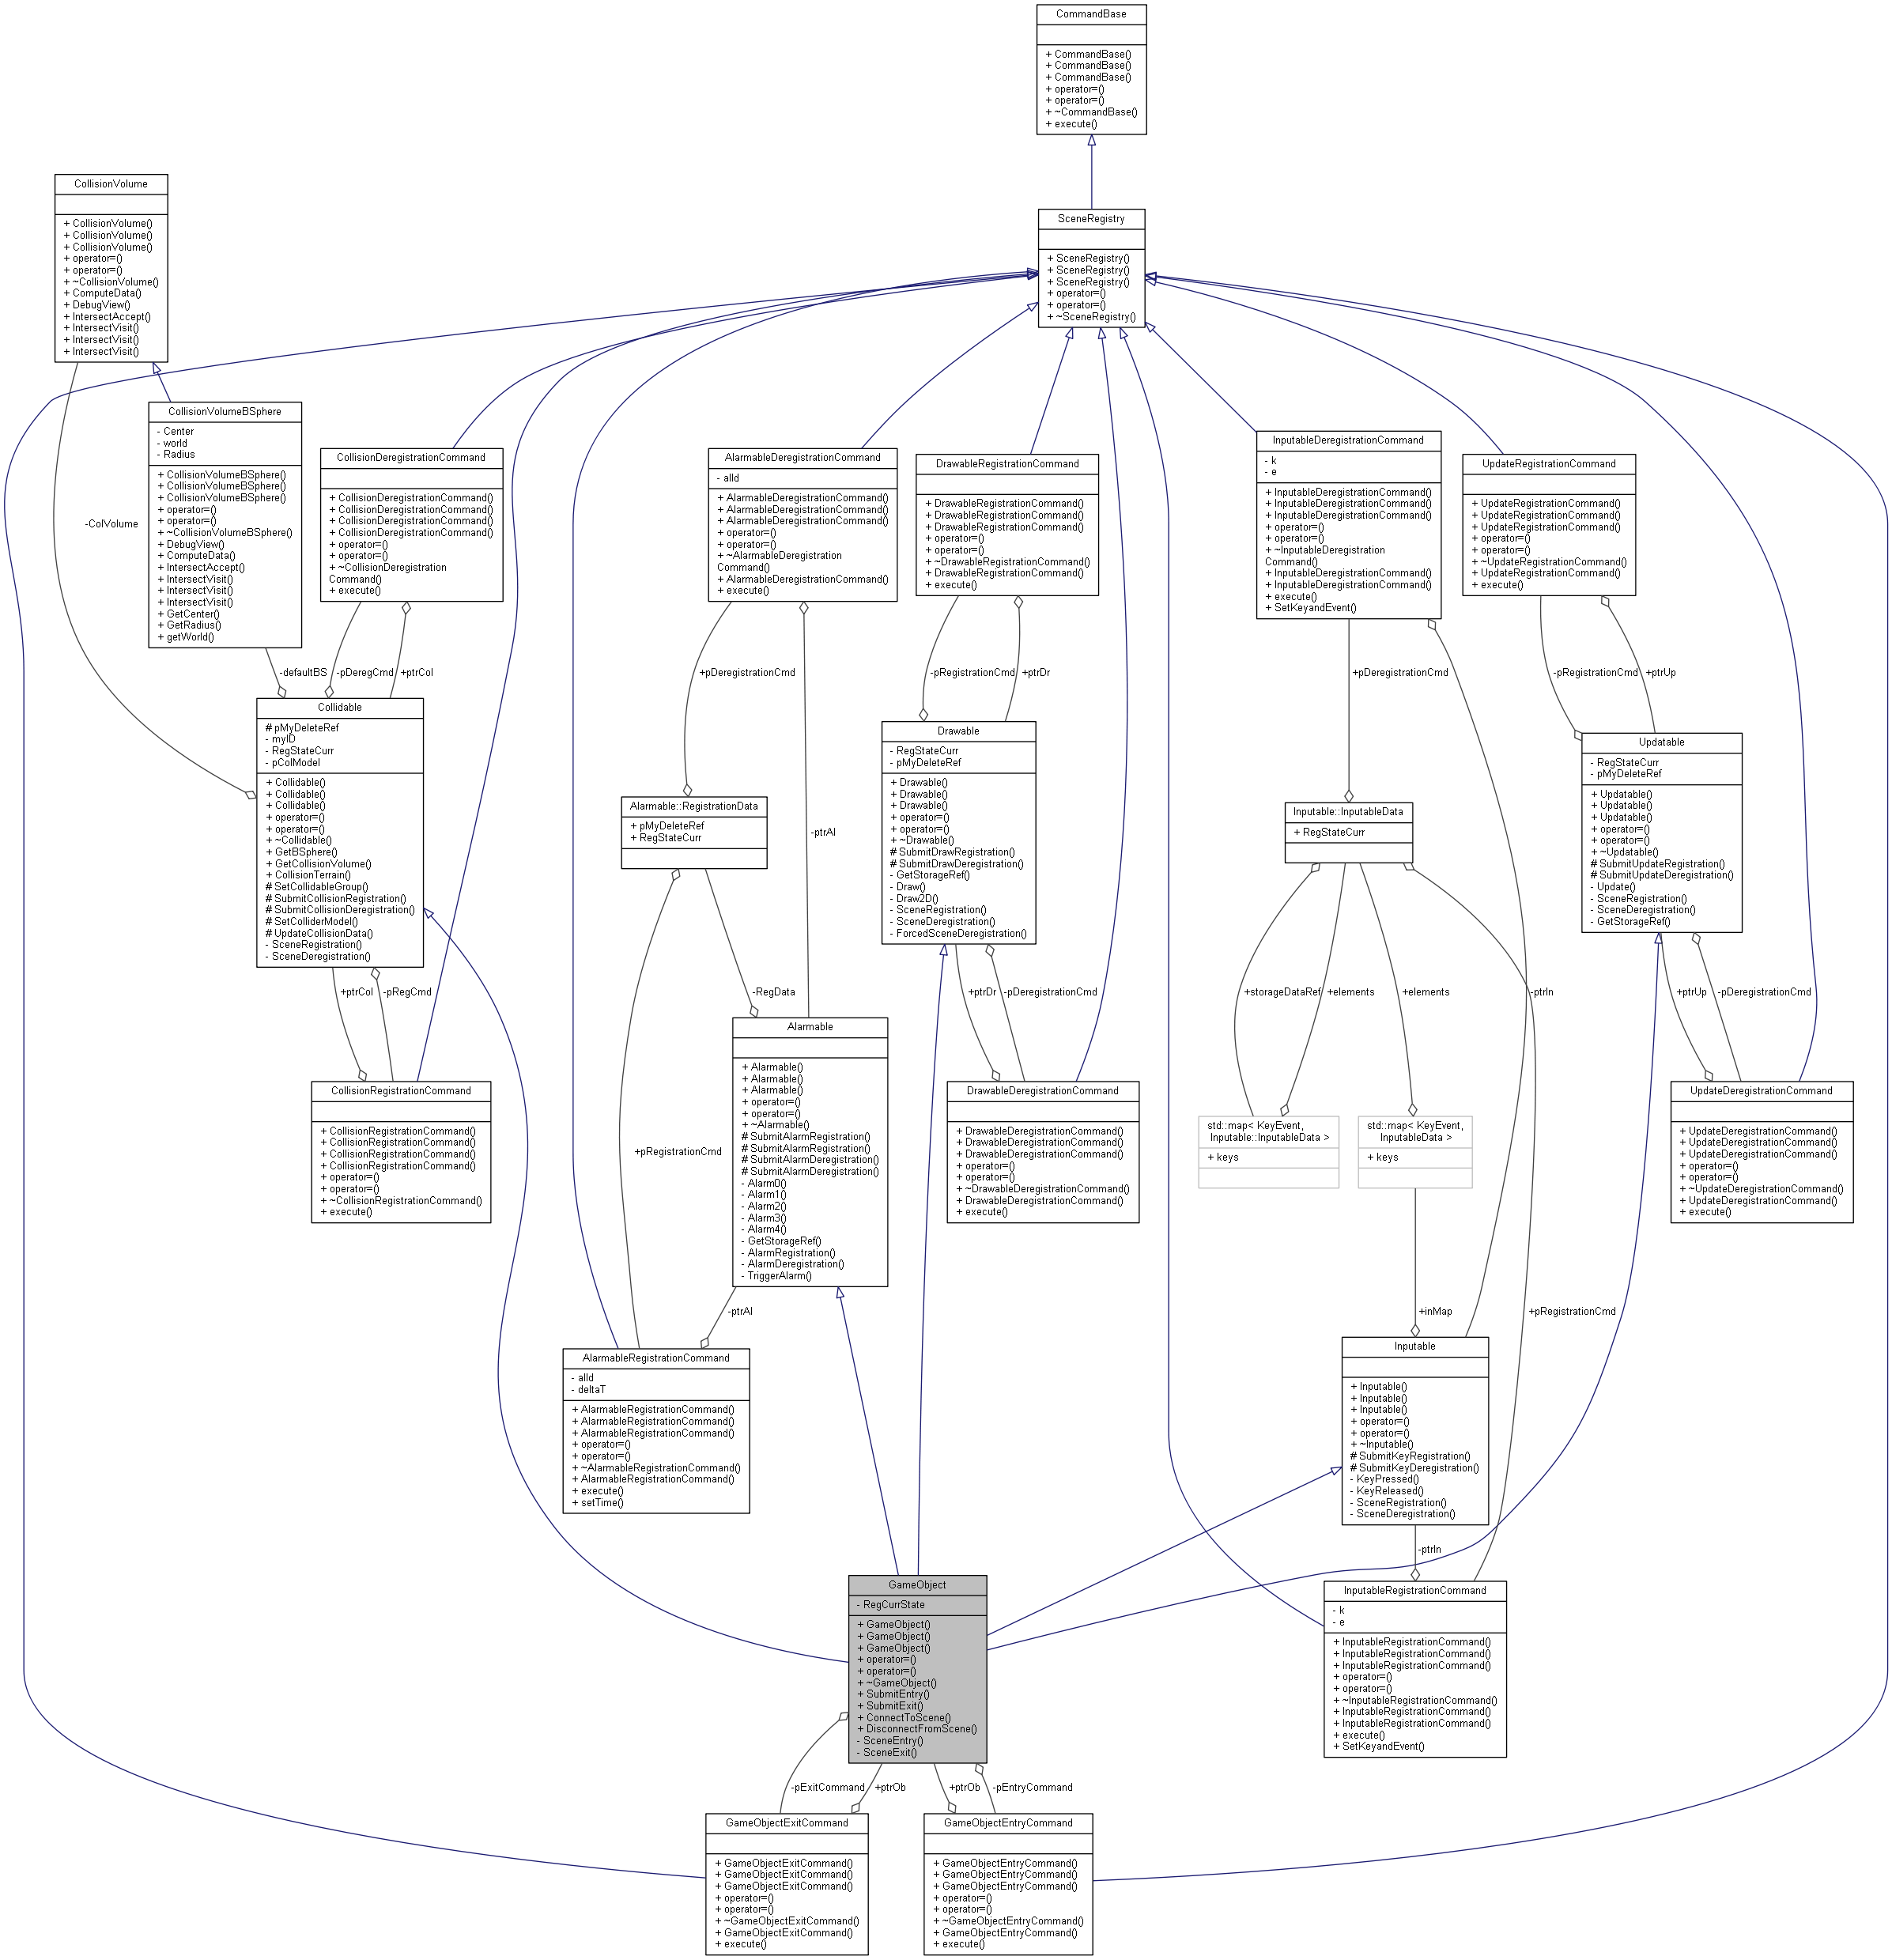 CommandBase
+ CommandBase()
+ CommandBase()
+ CommandBase()
+ operator=()
+ operator=()
+ ~CommandBase()
+ execute()
CollisionVolume
+ CollisionVolume()
+ CollisionVolume()
+ CollisionVolume()
+ operator=()
+ operator=()
+ ~CollisionVolume()
+ ComputeData()
+ DebugView()
+ IntersectAccept()
+ IntersectVisit()
+ IntersectVisit()
+ IntersectVisit()
SceneRegistry
+ SceneRegistry()
+ SceneRegistry()
+ SceneRegistry()
+ operator=()
+ operator=()
+ ~SceneRegistry()
CollisionVolumeBSphere
- Center
- world
- Radius
+ CollisionVolumeBSphere()
+ CollisionVolumeBSphere()
+ CollisionVolumeBSphere()
+ operator=()
+ operator=()
+ ~CollisionVolumeBSphere()
+ DebugView()
+ ComputeData()
+ IntersectAccept()
+ IntersectVisit()
+ IntersectVisit()
+ IntersectVisit()
+ GetCenter()
+ GetRadius()
+ getWorld()
CollisionDeregistrationCommand
+ CollisionDeregistrationCommand()
+ CollisionDeregistrationCommand()
+ CollisionDeregistrationCommand()
+ CollisionDeregistrationCommand()
+ operator=()
+ operator=()
+ ~CollisionDeregistration
Command()
+ execute()
AlarmableDeregistrationCommand
- alId
+ AlarmableDeregistrationCommand()
+ AlarmableDeregistrationCommand()
+ AlarmableDeregistrationCommand()
+ operator=()
+ operator=()
+ ~AlarmableDeregistration
Command()
+ AlarmableDeregistrationCommand()
+ execute()
DrawableRegistrationCommand
+ DrawableRegistrationCommand()
+ DrawableRegistrationCommand()
+ DrawableRegistrationCommand()
+ operator=()
+ operator=()
+ ~DrawableRegistrationCommand()
+ DrawableRegistrationCommand()
+ execute()
InputableDeregistrationCommand
- k
- e
+ InputableDeregistrationCommand()
+ InputableDeregistrationCommand()
+ InputableDeregistrationCommand()
+ operator=()
+ operator=()
+ ~InputableDeregistration
Command()
+ InputableDeregistrationCommand()
+ InputableDeregistrationCommand()
+ execute()
+ SetKeyandEvent()
UpdateRegistrationCommand
+ UpdateRegistrationCommand()
+ UpdateRegistrationCommand()
+ UpdateRegistrationCommand()
+ operator=()
+ operator=()
+ ~UpdateRegistrationCommand()
+ UpdateRegistrationCommand()
+ execute()
-ColVolume
-defaultBS
-pDeregCmd
+ptrCol
+pDeregistrationCmd
-pRegistrationCmd
+ptrDr
+pDeregistrationCmd
-pRegistrationCmd
+ptrUp
Collidable
# pMyDeleteRef
- myID
- RegStateCurr
- pColModel
+ Collidable()
+ Collidable()
+ Collidable()
+ operator=()
+ operator=()
+ ~Collidable()
+ GetBSphere()
+ GetCollisionVolume()
+ CollisionTerrain()
# SetCollidableGroup()
# SubmitCollisionRegistration()
# SubmitCollisionDeregistration()
# SetColliderModel()
# UpdateCollisionData()
- SceneRegistration()
- SceneDeregistration()
Alarmable::RegistrationData
+ pMyDeleteRef
+ RegStateCurr
-ptrAl
Drawable
- RegStateCurr
- pMyDeleteRef
+ Drawable()
+ Drawable()
+ Drawable()
+ operator=()
+ operator=()
+ ~Drawable()
# SubmitDrawRegistration()
# SubmitDrawDeregistration()
- GetStorageRef()
- Draw()
- Draw2D()
- SceneRegistration()
- SceneDeregistration()
- ForcedSceneDeregistration()
Inputable::InputableData
+ RegStateCurr
Updatable
- RegStateCurr
- pMyDeleteRef
+ Updatable()
+ Updatable()
+ Updatable()
+ operator=()
+ operator=()
+ ~Updatable()
# SubmitUpdateRegistration()
# SubmitUpdateDeregistration()
- Update()
- SceneRegistration()
- SceneDeregistration()
- GetStorageRef()
+ptrCol
-pRegCmd
-RegData
+ptrDr
-pDeregistrationCmd
+storageDataRef
+elements
+elements
-ptrIn
+ptrUp
-pDeregistrationCmd
Alarmable
+ Alarmable()
+ Alarmable()
+ Alarmable()
+ operator=()
+ operator=()
+ ~Alarmable()
# SubmitAlarmRegistration()
# SubmitAlarmRegistration()
# SubmitAlarmDeregistration()
# SubmitAlarmDeregistration()
- Alarm0()
- Alarm1()
- Alarm2()
- Alarm3()
- Alarm4()
- GetStorageRef()
- AlarmRegistration()
- AlarmDeregistration()
- TriggerAlarm()
CollisionRegistrationCommand
+ CollisionRegistrationCommand()
+ CollisionRegistrationCommand()
+ CollisionRegistrationCommand()
+ CollisionRegistrationCommand()
+ operator=()
+ operator=()
+ ~CollisionRegistrationCommand()
+ execute()
DrawableDeregistrationCommand
+ DrawableDeregistrationCommand()
+ DrawableDeregistrationCommand()
+ DrawableDeregistrationCommand()
+ operator=()
+ operator=()
+ ~DrawableDeregistrationCommand()
+ DrawableDeregistrationCommand()
+ execute()
std::map< KeyEvent,
Inputable::InputableData >
+ keys
std::map< KeyEvent,
InputableData >
+ keys
UpdateDeregistrationCommand
+ UpdateDeregistrationCommand()
+ UpdateDeregistrationCommand()
+ UpdateDeregistrationCommand()
+ operator=()
+ operator=()
+ ~UpdateDeregistrationCommand()
+ UpdateDeregistrationCommand()
+ execute()
+pRegistrationCmd
-ptrAl
+inMap
+pRegistrationCmd
AlarmableRegistrationCommand
- alId
- deltaT
+ AlarmableRegistrationCommand()
+ AlarmableRegistrationCommand()
+ AlarmableRegistrationCommand()
+ operator=()
+ operator=()
+ ~AlarmableRegistrationCommand()
+ AlarmableRegistrationCommand()
+ execute()
+ setTime()
Inputable
+ Inputable()
+ Inputable()
+ Inputable()
+ operator=()
+ operator=()
+ ~Inputable()
# SubmitKeyRegistration()
# SubmitKeyDeregistration()
- KeyPressed()
- KeyReleased()
- SceneRegistration()
- SceneDeregistration()
-ptrIn
GameObject
- RegCurrState
+ GameObject()
+ GameObject()
+ GameObject()
+ operator=()
+ operator=()
+ ~GameObject()
+ SubmitEntry()
+ SubmitExit()
+ ConnectToScene()
+ DisconnectFromScene()
- SceneEntry()
- SceneExit()
InputableRegistrationCommand
- k
- e
+ InputableRegistrationCommand()
+ InputableRegistrationCommand()
+ InputableRegistrationCommand()
+ operator=()
+ operator=()
+ ~InputableRegistrationCommand()
+ InputableRegistrationCommand()
+ InputableRegistrationCommand()
+ execute()
+ SetKeyandEvent()
-pExitCommand
+ptrOb
+ptrOb
-pEntryCommand
GameObjectExitCommand
+ GameObjectExitCommand()
+ GameObjectExitCommand()
+ GameObjectExitCommand()
+ operator=()
+ operator=()
+ ~GameObjectExitCommand()
+ GameObjectExitCommand()
+ execute()
GameObjectEntryCommand
+ GameObjectEntryCommand()
+ GameObjectEntryCommand()
+ GameObjectEntryCommand()
+ operator=()
+ operator=()
+ ~GameObjectEntryCommand()
+ GameObjectEntryCommand()
+ execute()